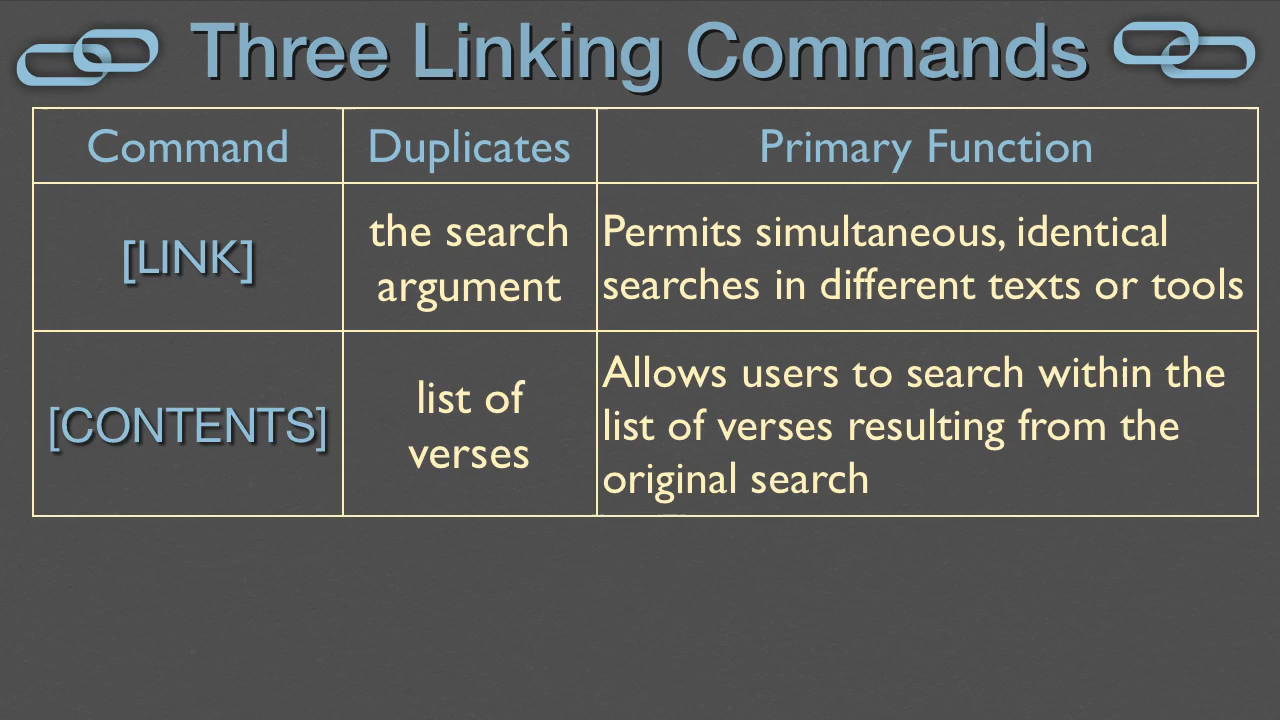 Three Linking Commands
Command
Duplicates
Primary Function
[LINK]
the search
argument
Permits simultaneous, identical
searches in different texts or tools
[CONTENTS]
list of
verses
Allows users to search within the
list of verses resulting from the
original search